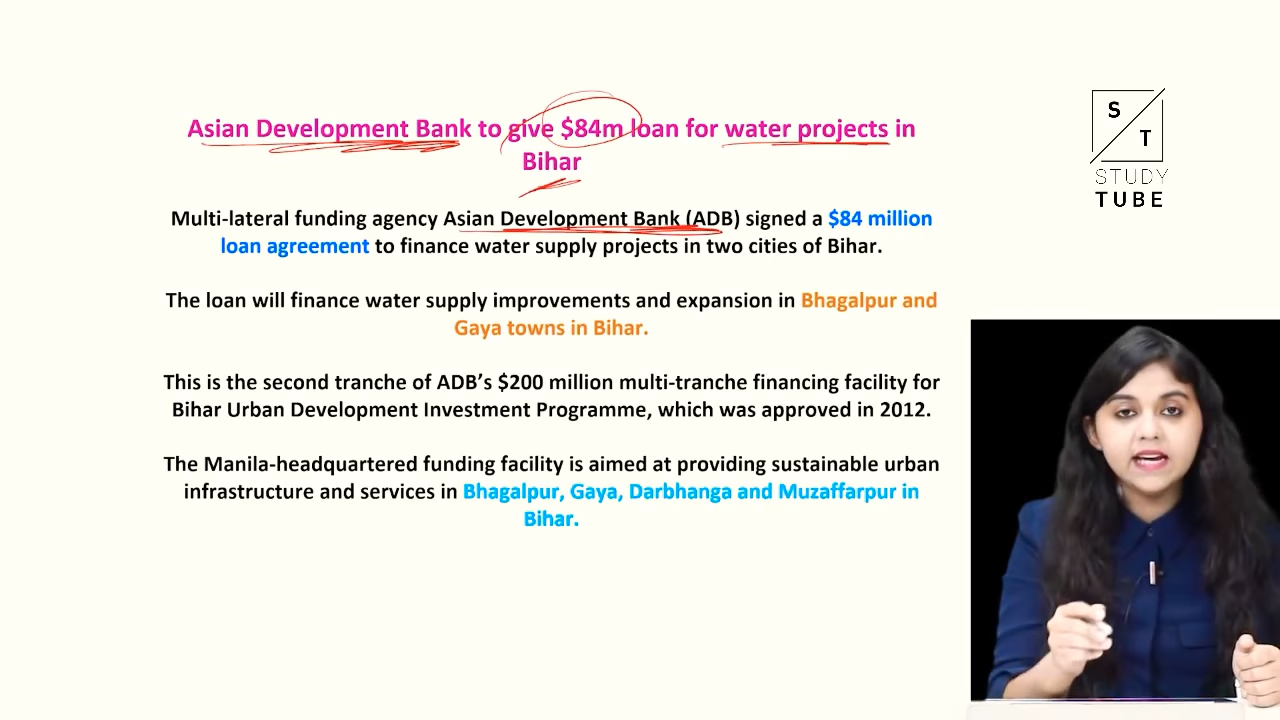 Asian Development Bank to give $84m loan for water projects in
Bihar
Multi-lateral funding agency Asian Development Bank (ADB) signed a $84 million
loan agreement to finance water supply projects in two cities of Bihar.
The loan will finance water supply improvements and expansion in Bhagalpur and
Gaya towns in Bihar.
This is the second tranche of ADB’s $200 million multi-tranche financing facility for
Bihar Urban Development Investment Programme, which was approved in 2012.
The Manila-headquartered funding facility is aimed at providing sustainable urban
infrastructure and services in Bhagalpur, Gaya, Darbhanga and Muzaffarpur in
Bihar.
S
T
STUDY
TUBE